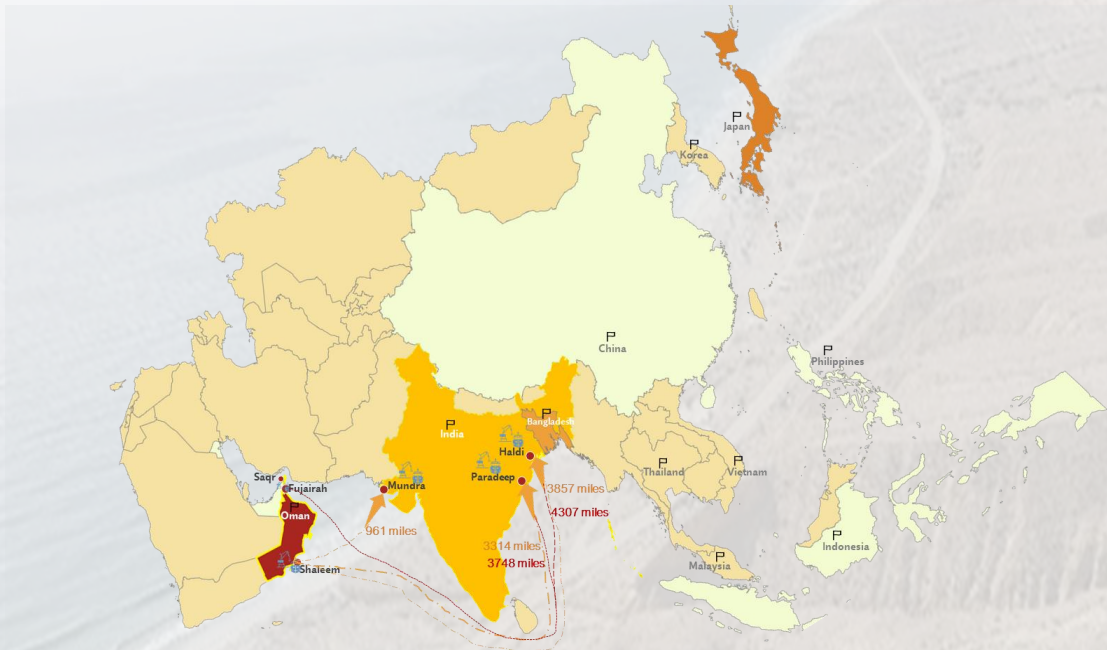 Japan
Korea
China
Philippines
India
Bangladesh
Haldi
Saqr
Fujairah
Mundra
Paradeep
Thailand
Vietnam
3857 miles
Oman
4307 miles
961 miles
3314 miles
Indonesia
3748 miles
Malaysia
Shaleem